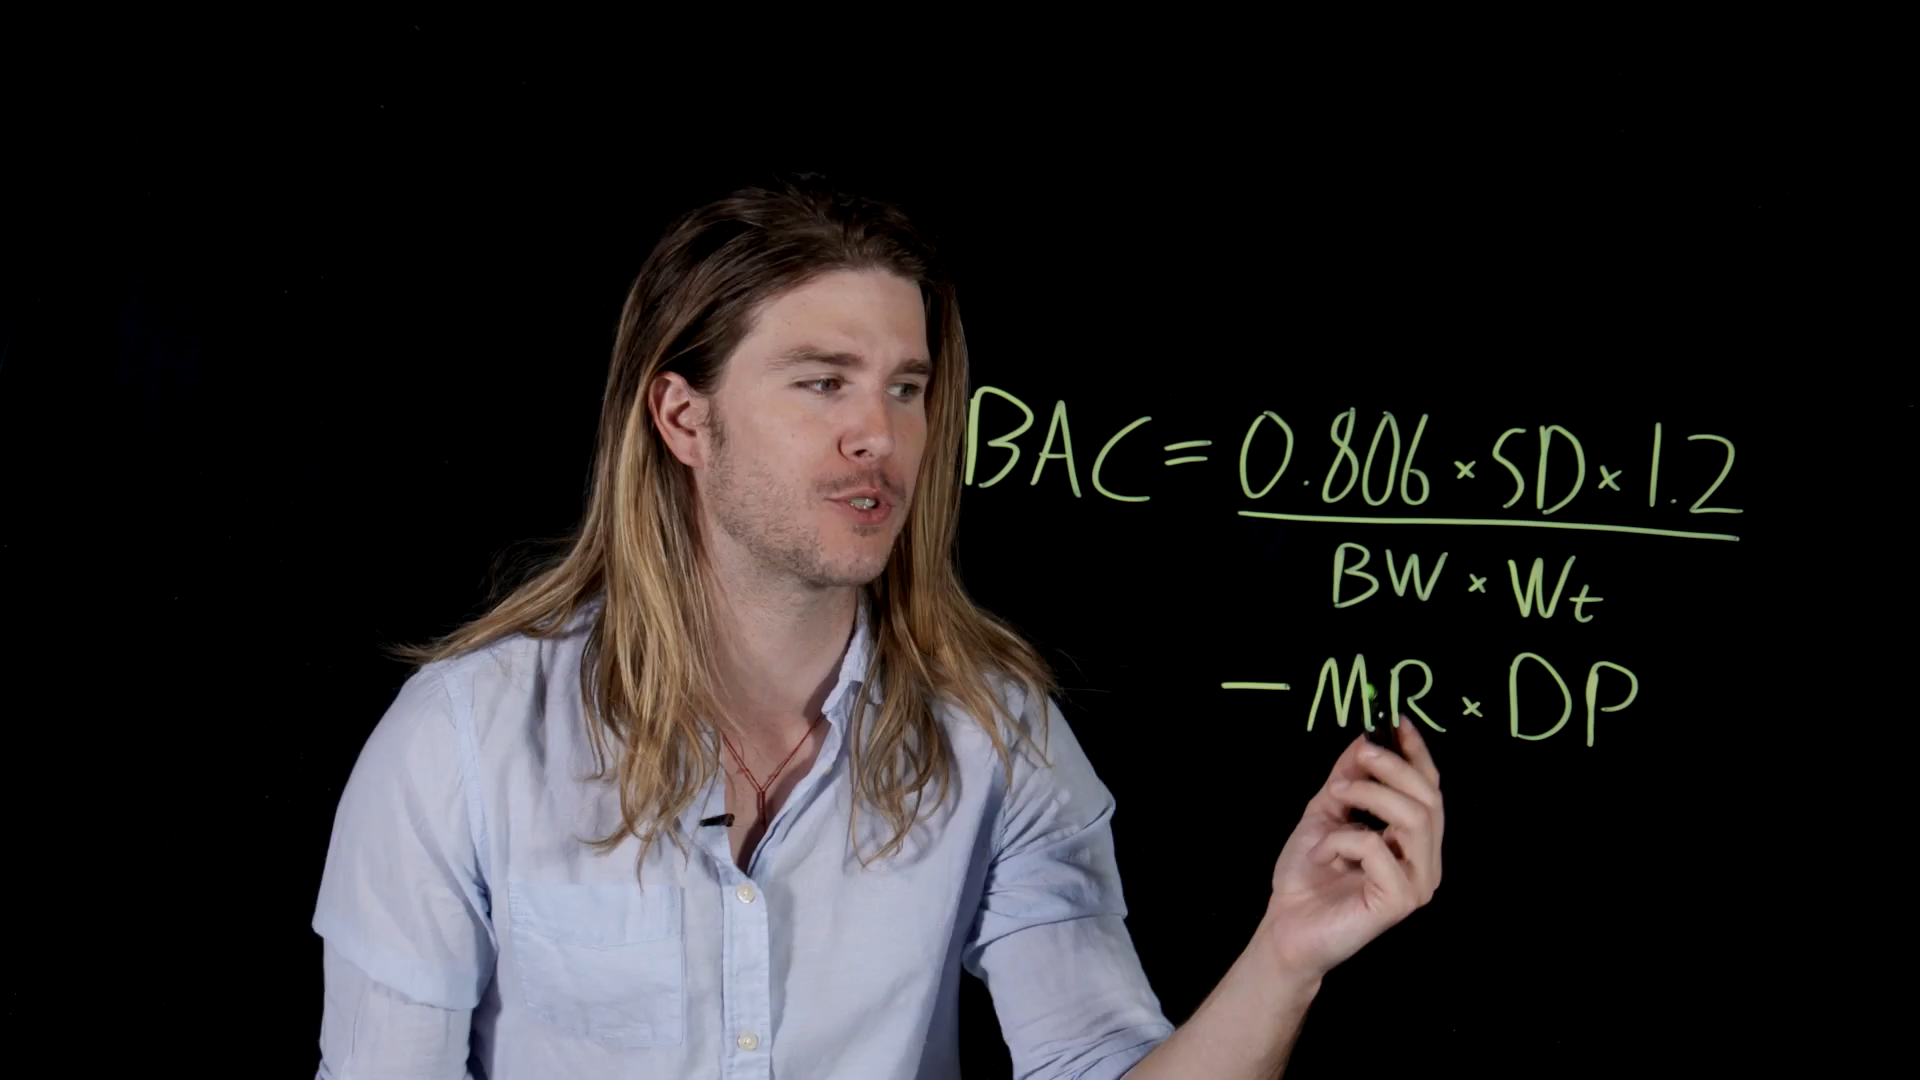 BAC = 0.806 × SD × 1.2
BW × Wt
− MR × DP